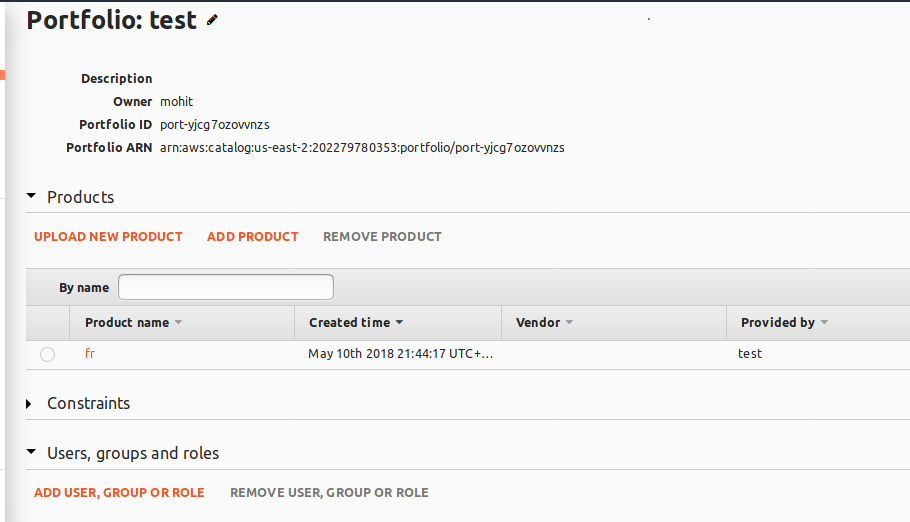 Portfolio: test
Description
Owner mohit
Portfolio ID port-yjcg7ozovvnzs
Portfolio ARN arn:aws:catalog:us-east-2:202279780353:portfolio/port-yjcg7ozovvnzs
Products
UPLOAD NEW PRODUCT ADD PRODUCT REMOVE PRODUCT
By name
Product name Created time Vendor Provided by
fr May 10th 2018 21:44:17 UTC+... test
Constraints
Users, groups and roles
ADD USER, GROUP OR ROLE REMOVE USER, GROUP OR ROLE